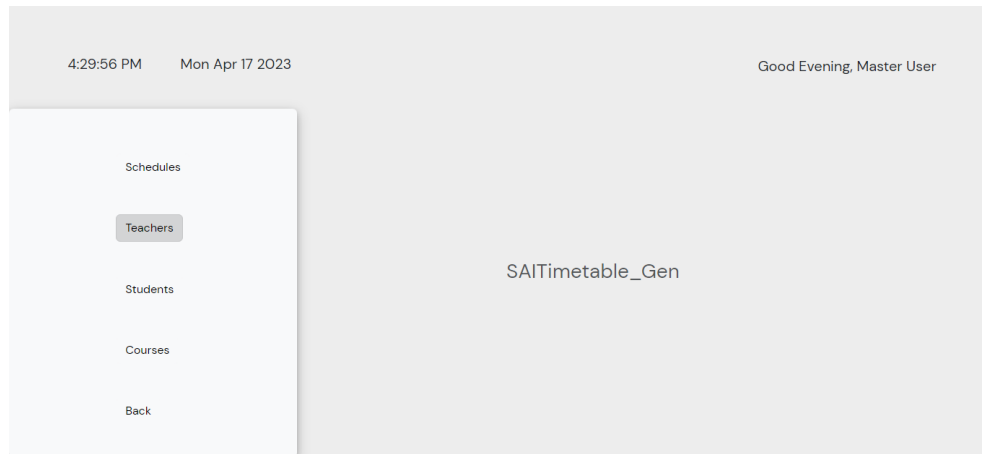 4:29:56 PM Mon Apr 17 2023
Good Evening, Master User
Schedules
Teachers
Students
Courses
Back
SAITimetable_Gen